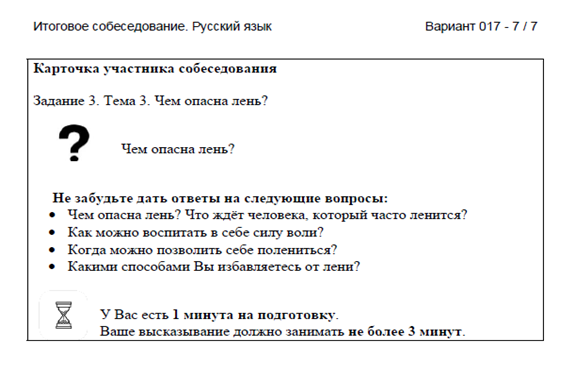 Итоговое собеседование. Русский язык Вариант 017 - 7 / 7
Карточка участника собеседования
Задание 3. Тема 3. Чем опасна лень?
? Чем опасна лень?
Не забудьте дать ответы на следующие вопросы:
• Чем опасна лень? Что ждёт человека, который часто ленится?
• Как можно воспитать в себе силу воли?
• Когда можно позволить себе полениться?
• Какими способами Вы избавляетесь от лени?
У Вас есть 1 минута на подготовку.
Ваше высказывание должно занимать не более 3 минут.